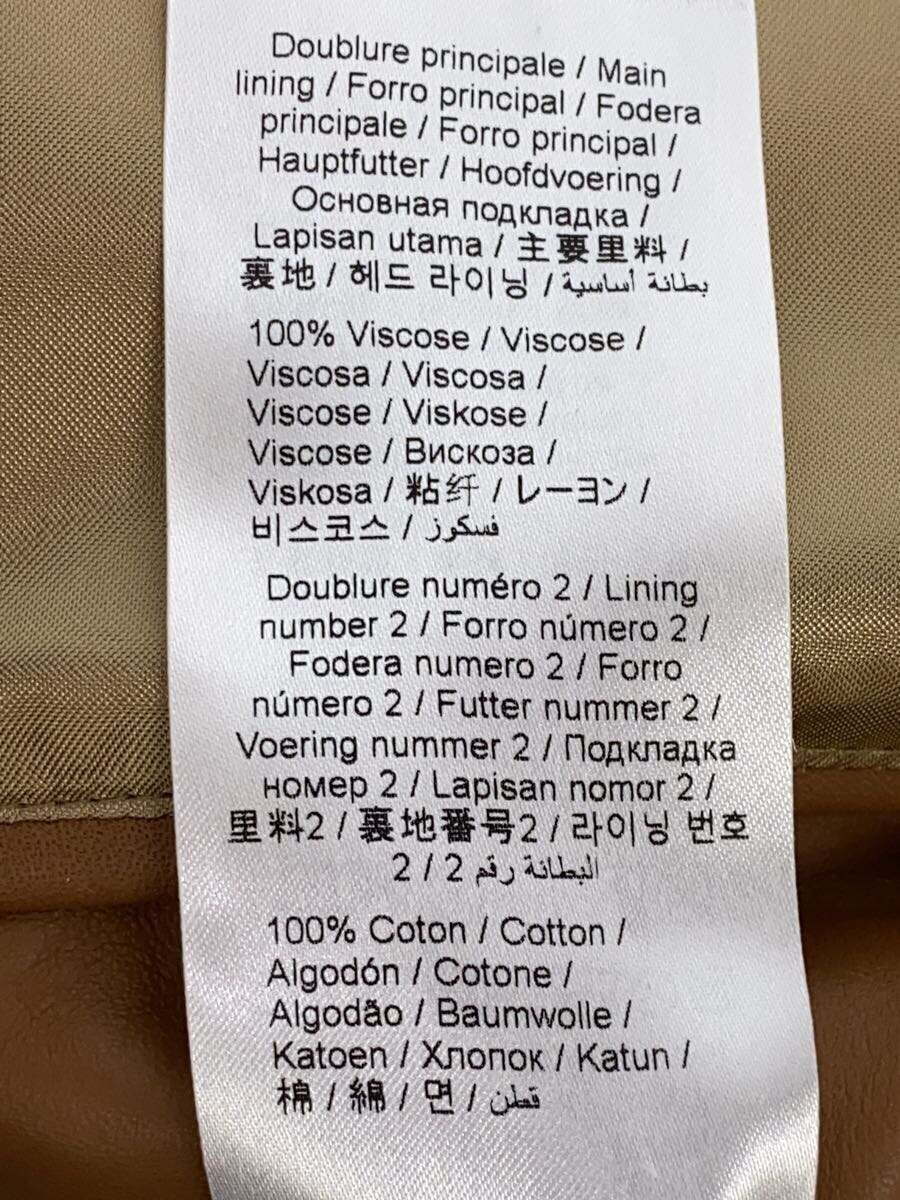 Doublure principale / Main
lining / Forro principal / Fodera
principale / Forro principal /
Hauptfutter / Hoofdvoering /
Основная подкладка /
Lapisan utama / 主要里料 /
裏地 / 헤드 라이닝 / بطانة أساسية
100% Viscose / Viscose /
Viscosa / Viscosa /
Viscose / Viskose /
Viscose / Вискоза /
Viskosa / 粘纤 / レーヨン /
비스코스 / فسكوز
Doublure numéro 2 / Lining
number 2 / Forro número 2 /
Fodera numero 2 / Forro
número 2 / Futter nummer 2 /
Voering nummer 2 / Подкладка
номер 2 / Lapisan nomor 2 /
里料2 / 裏地番号2 / 라이닝 번호
2 / البطانة رقم 2
100% Coton / Cotton /
Algodón / Cotone /
Algodão / Baumwolle /
Katoen / Хлопок / Katun /
棉 / 綿 / 면 / قطن